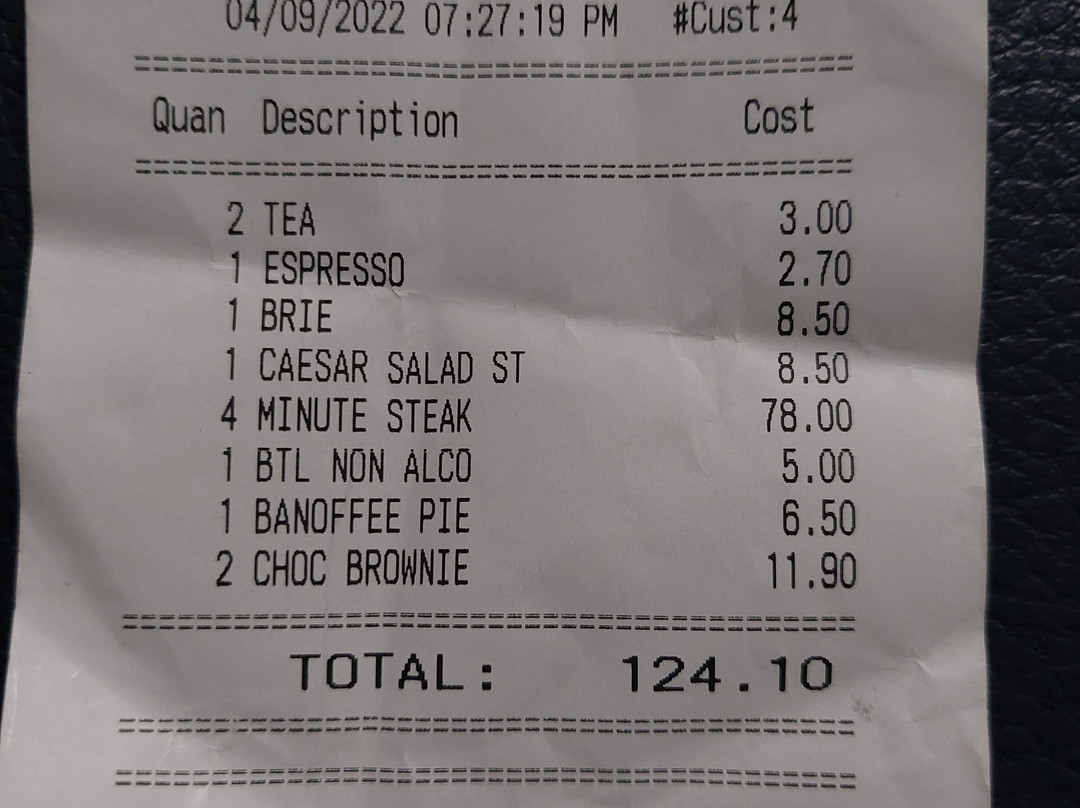 04/09/2022 07:27:19 PM #Cust:4
==============================
Quan Description Cost
==============================
2 TEA 3.00
1 ESPRESSO 2.70
1 BRIE 8.50
1 CAESAR SALAD ST 8.50
4 MINUTE STEAK 78.00
1 BTL NON ALCO 5.00
1 BANOFFEE PIE 6.50
2 CHOC BROWNIE 11.90
==============================
TOTAL: 124.10
==============================
==============================